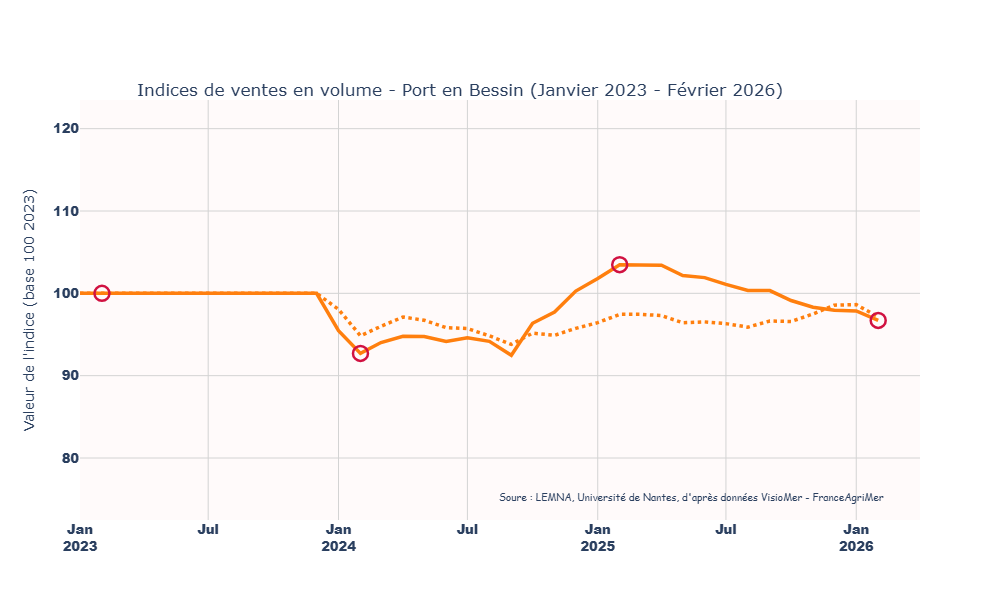 Indices de ventes en volume - Port en Bessin (Janvier 2023 - Février 2026)
Valeur de l'Indice (base 100 2023)
120
110
100
90
80
Soure : LEMNA, Université de Nantes, d'après données VisioMer - FranceAgriMer
Jan Jul Jan Jul Jan Jul Jan
2023 2024 2025 2026